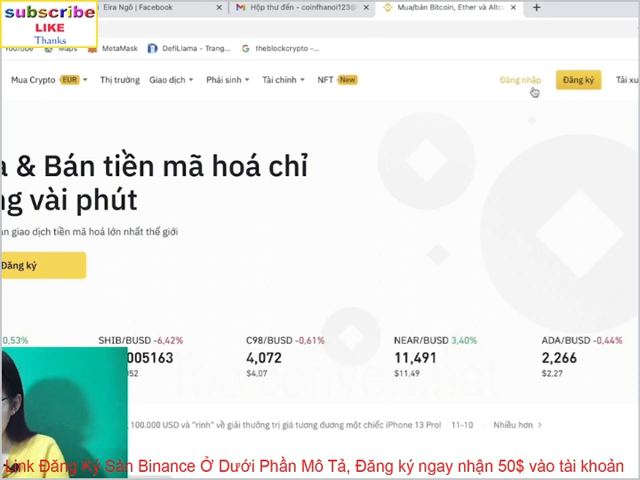 subscribe
LIKE
Thanks
Eira Ngô | Facebook
Hộp thư đến - coinfhanoi123@
Mua/bán Bitcoin, Ether và Altc
Maps
MetaMask
DefiLlama - Trang...
theblockcrypto -...
Mua Crypto EUR
Thị trường
Giao dịch
Phái sinh
Tài chính
NFT New
Đăng nhập
Đăng ký
Tải xu
& Bán tiền mã hoá chỉ
vài phút
giao dịch tiền mã hoá lớn nhất thế giới
Đăng ký
0,53%
SHIB/BUSD -6,42%
C98/BUSD -0,61%
NEAR/BUSD 3,40%
ADA/BUSD -0,44%
005163
4,072
11,491
2,266
$4.07
$11.49
$2.27
100.000 USD và "rinh" về giải thưởng trị giá tương đương một chiếc iPhone 13 Pro! 11-10
Nhiều hơn
Link Đăng Ký Sàn Binance Ở Dưới Phần Mô Tả, Đăng ký ngay nhận 50$ vào tài khoản